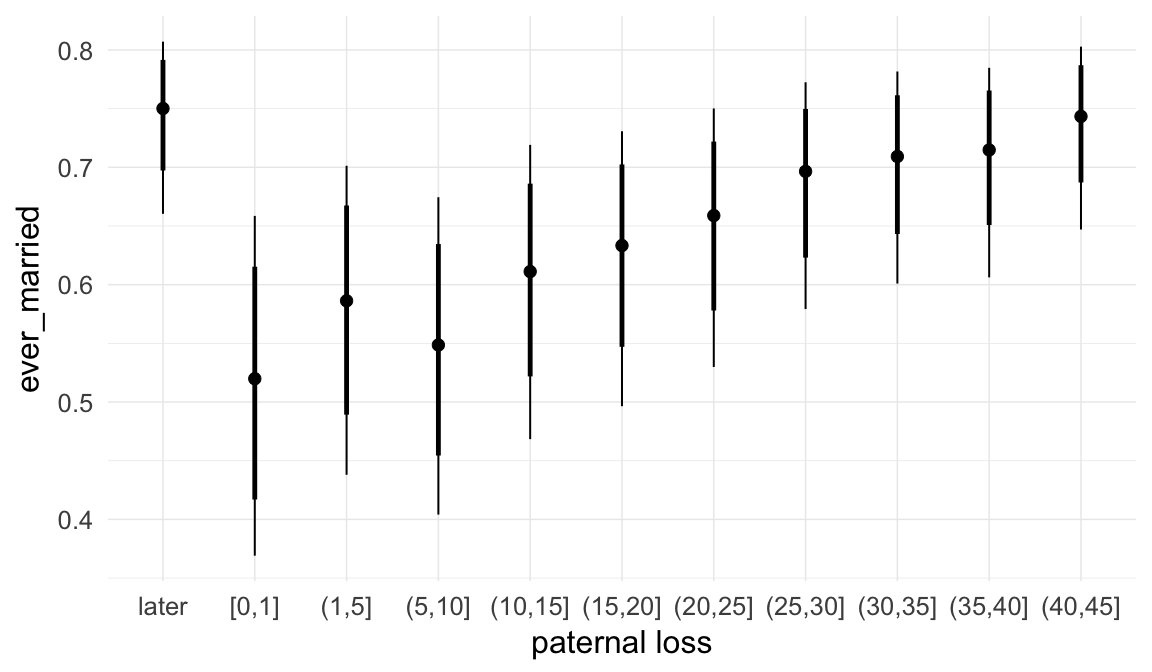 0.8
0.7
0.6
0.5
0.4
ever_married
later [0,1] (1,5] (5,10] (10,15] (15,20] (20,25] (25,30] (30,35] (35,40] (40,45]
paternal loss